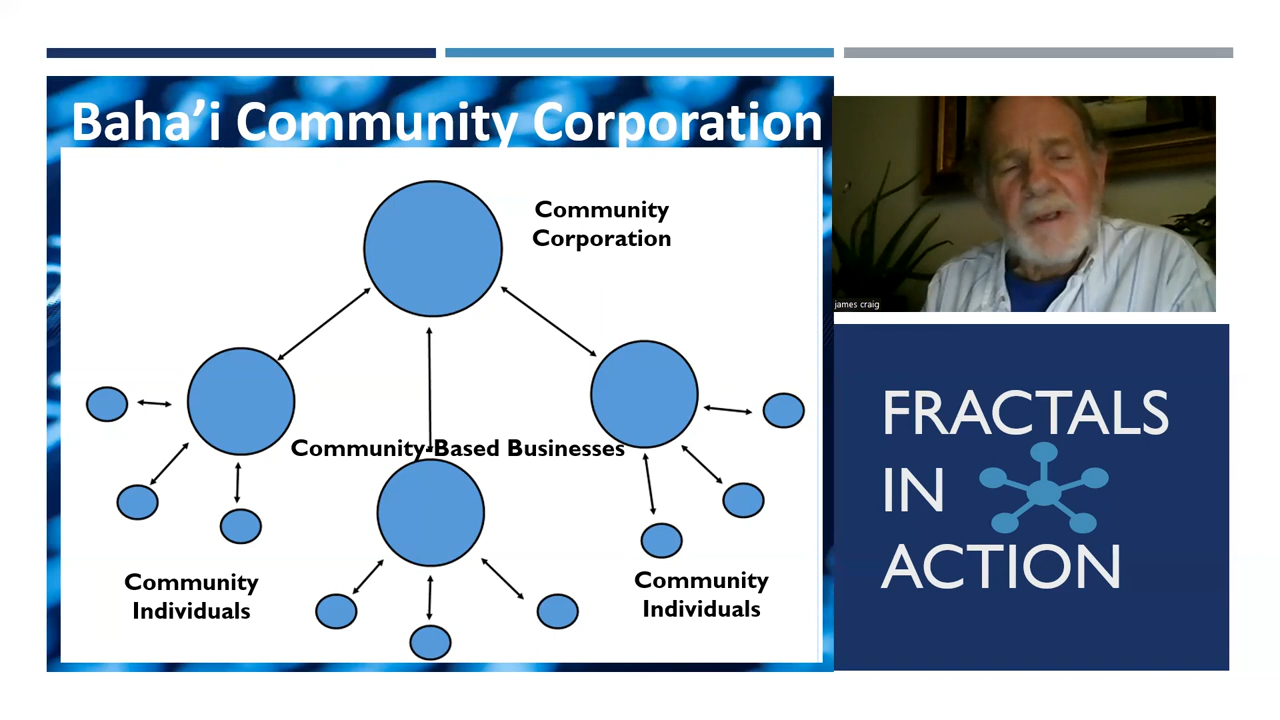 Baha’i Community Corporation
Community
Corporation
Community-Based Businesses
Community
Individuals
Community
Individuals
james craig
FRACTALS
IN
ACTION